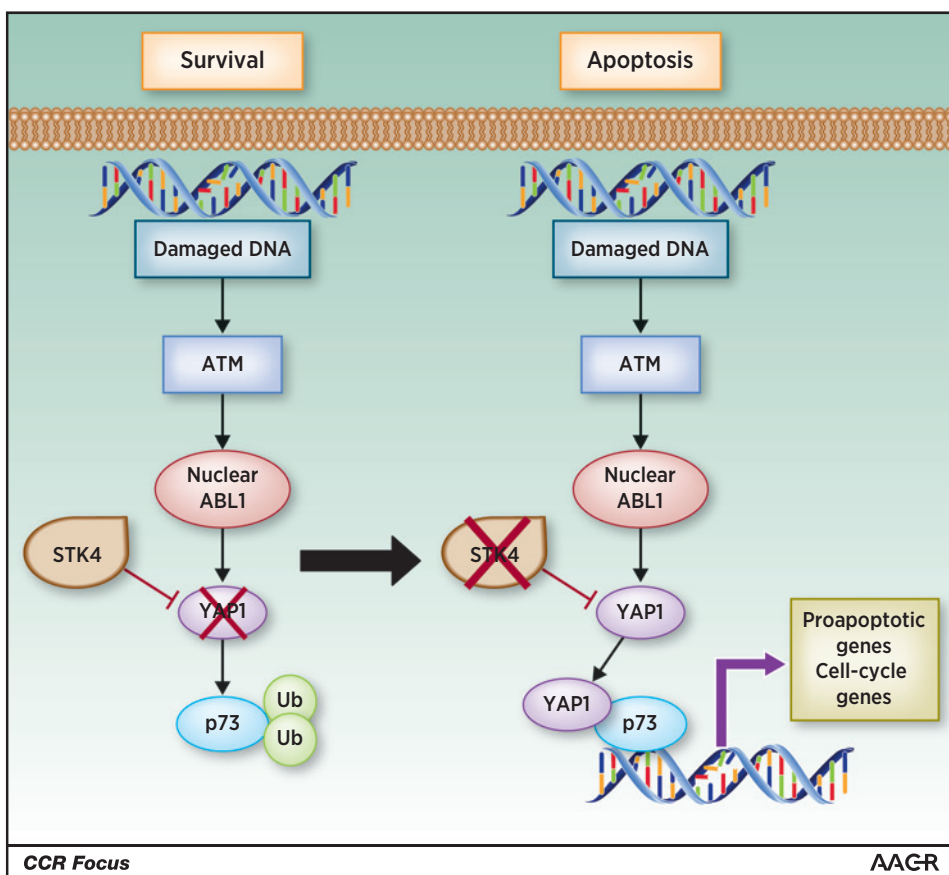 Survival
Apoptosis
Damaged DNA
Damaged DNA
ATM
ATM
Nuclear
ABL1
Nuclear
ABL1
STK4
STK4
YAP1
YAP1
Proapoptotic
genes
Cell-cycle
genes
p73
Ub
Ub
YAP1
p73
CCR Focus
AACR